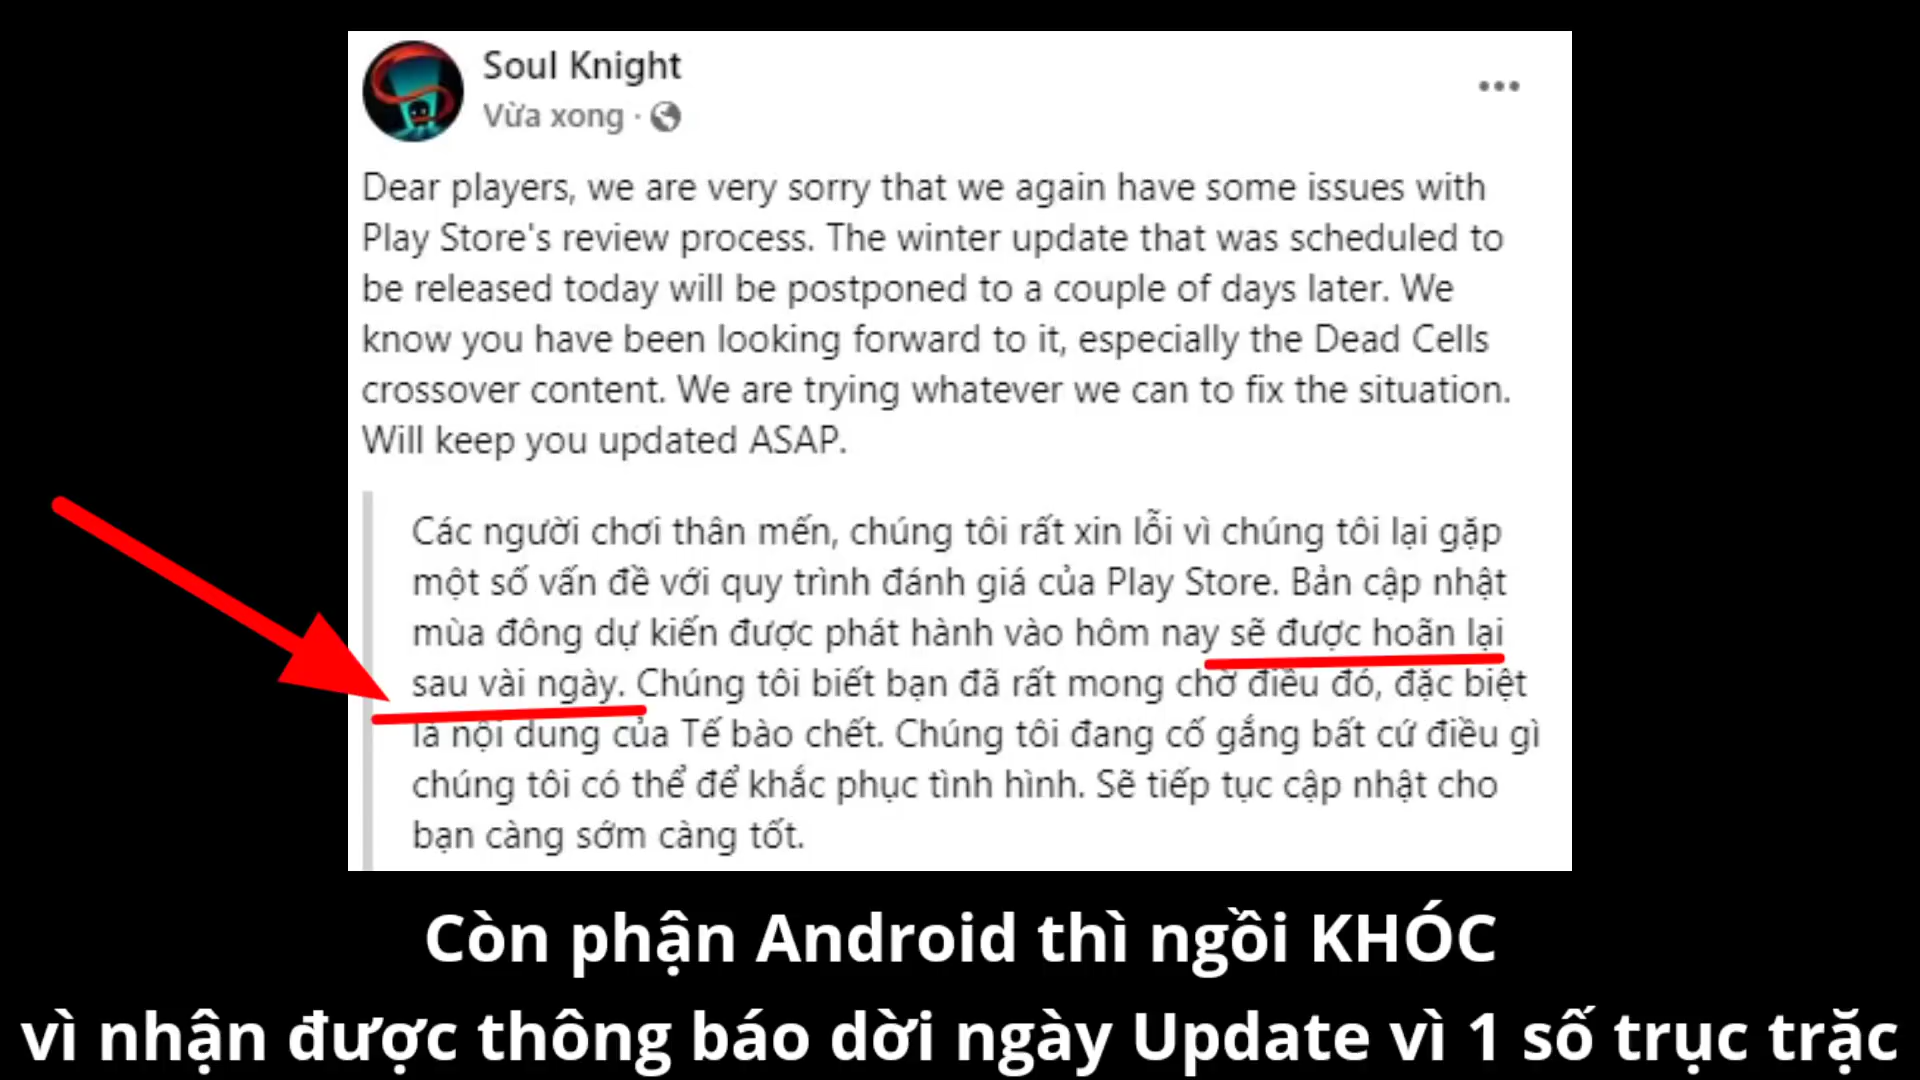 Soul Knight
Vừa xong ·
Dear players, we are very sorry that we again have some issues with
Play Store's review process. The winter update that was scheduled to
be released today will be postponed to a couple of days later. We
know you have been looking forward to it, especially the Dead Cells
crossover content. We are trying whatever we can to fix the situation.
Will keep you updated ASAP.
Các người chơi thân mến, chúng tôi rất xin lỗi vì chúng tôi lại gặp
một số vấn đề với quy trình đánh giá của Play Store. Bản cập nhật
mùa đông dự kiến được phát hành vào hôm nay sẽ được hoãn lại
sau vài ngày. Chúng tôi biết bạn đã rất mong chờ điều đó, đặc biệt
là nội dung của Tế bào chết. Chúng tôi đang cố gắng bất cứ điều gì
chúng tôi có thể để khắc phục tình hình. Sẽ tiếp tục cập nhật cho
bạn càng sớm càng tốt.
Còn phận Android thì ngồi KHÓC
vì nhận được thông báo dời ngày Update vì 1 số trục trặc